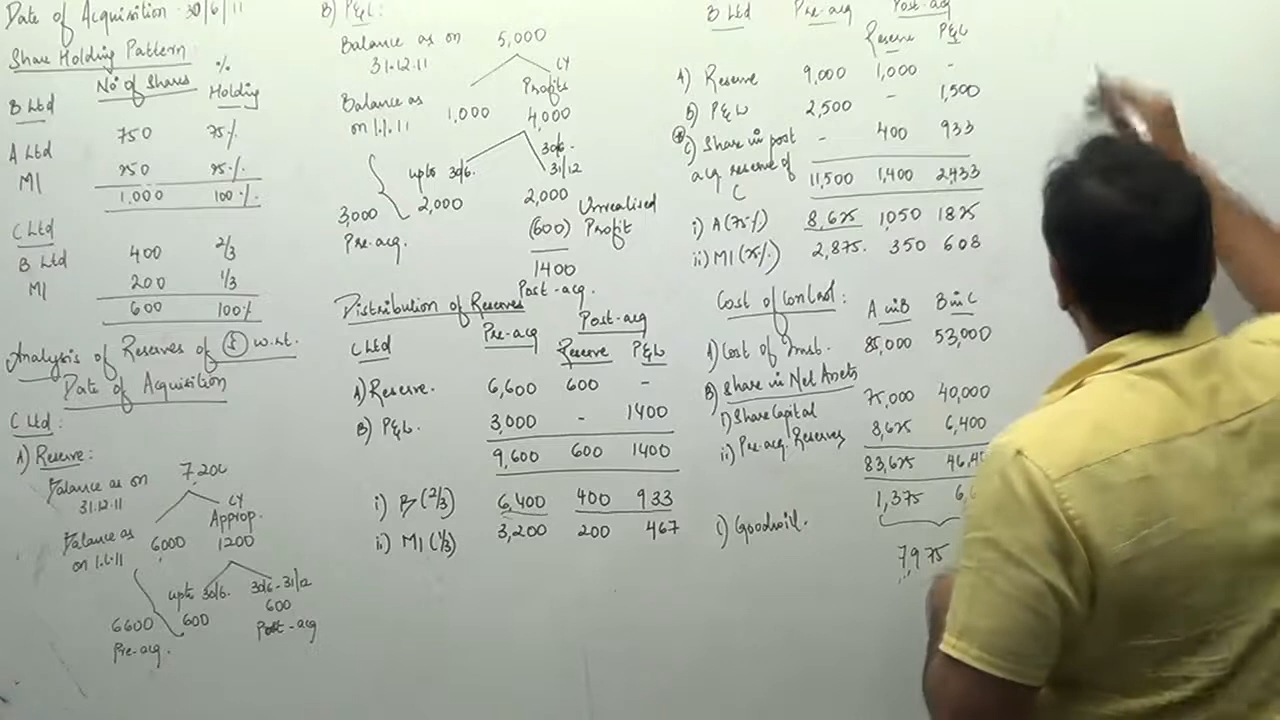 Date of Acquisition - 30/6/11
Share Holding Pattern
No of Shares % Holding
B Ltd
A Ltd 750 75%
MI 250 25%
1,000 100%
C Ltd
B Ltd 400 2/3
MI 200 1/3
600 100%
Analysis of Reserves of £ w.r.t.
Date of Acquisition
C Ltd:
A) Reserve:
Balance as on 31.12.11 7,200
CY Approp.
Balance as on 1.1.11 6000 1200
upto 30/6. 30/6-31/12
600
6600 600 Post-acq
Pre-acq.
B) P&L:
Balance as on 31.12.11 5,000
CY Profits
Balance as on 1.1.11 1,000 4,000
upto 30/6. 30/6- 31/12
3,000 2,000 2,000
Pre-acq. (600) Unrealised Profit
1400
Post-acq.
Distribution of Reserves
C Ltd Pre-acq Post-acq
Reserve P&L
A) Reserve. 6,600 600 -
B) P&L. 3,000 - 1400
9,600 600 1400
i) B (2/3) 6,400 400 933
ii) MI (1/3) 3,200 200 467
B Ltd Pre-acq Post-acq
Reserve P&L
A) Reserve 9,000 1,000 -
B) P&L 2,500 - 1,500
C) Share in post acq reserve of C - 400 933
11,500 1,400 2,433
i) A (75%) 8,625 1,050 1825
ii) MI (25%) 2,875. 350 608
Cost of Control: A in B B in C
A) Cost of Invst. 85,000 53,000
B) Share in Net Assets
i) Share Capital 75,000 40,000
ii) Pre-acq. Reserves 8,625 6,400
83,625
1,375
C) Goodwill.
7,975